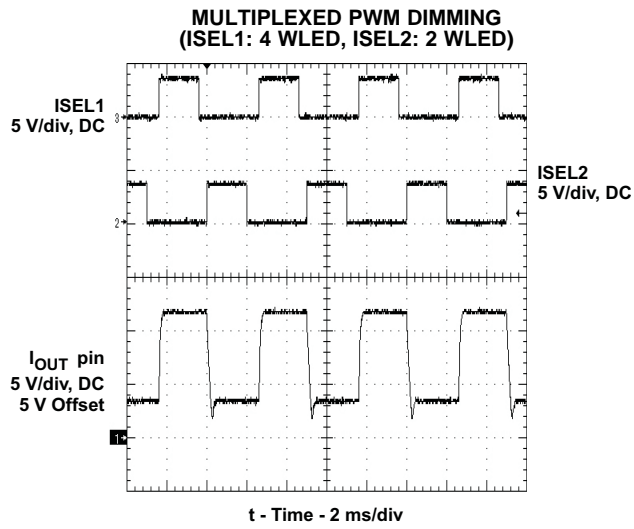 MULTIPLEXED PWM DIMMING
(ISEL1: 4 WLED, ISEL2: 2 WLED)
ISEL1
5 V/div, DC
3
ISEL2
5 V/div, DC
2
IOUT pin
5 V/div, DC
5 V Offset
1
t - Time - 2 ms/div